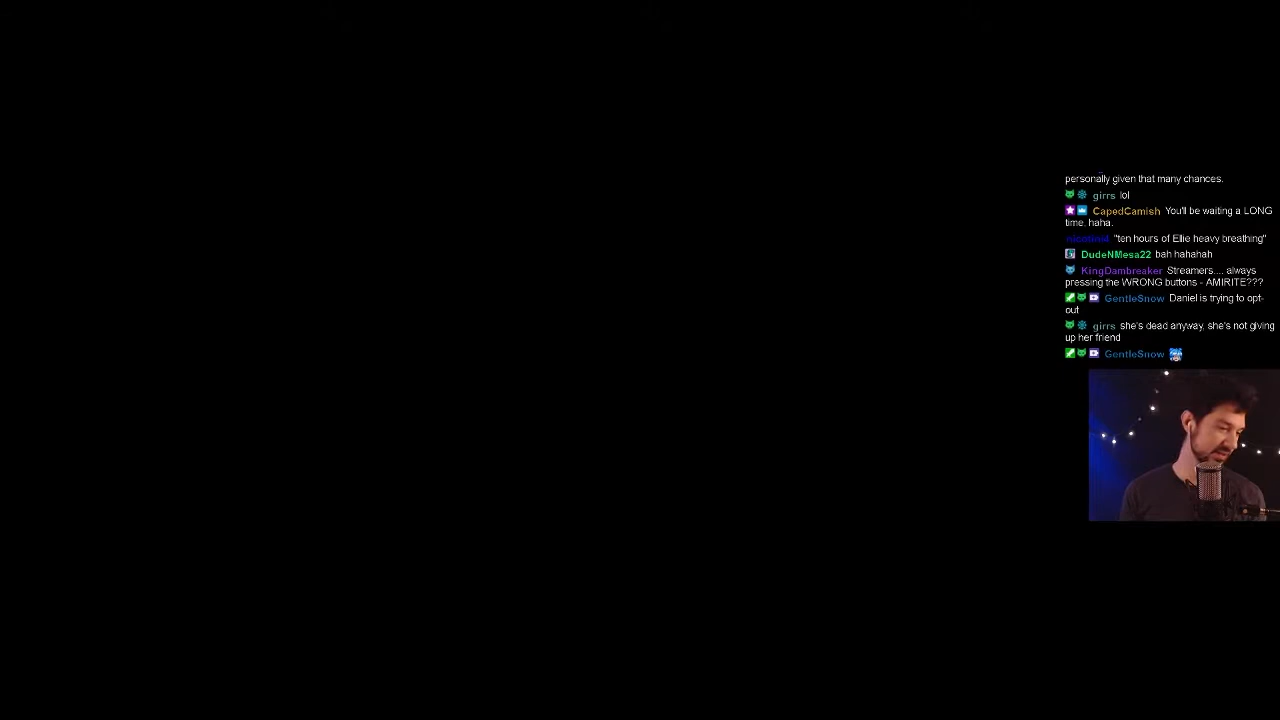 personally given that many chances.
girrs lol
CapedCamish You'll be waiting a LONG
time, haha.
nicotinal "ten hours of Ellie heavy breathing"
DudeNMesa22 bah hahahah
KingDambreaker Streamers.... always
pressing the WRONG buttons - AMIRITE???
GentleSnow Daniel is trying to opt-
out
girrs she's dead anyway, she's not giving
up her friend
GentleSnow